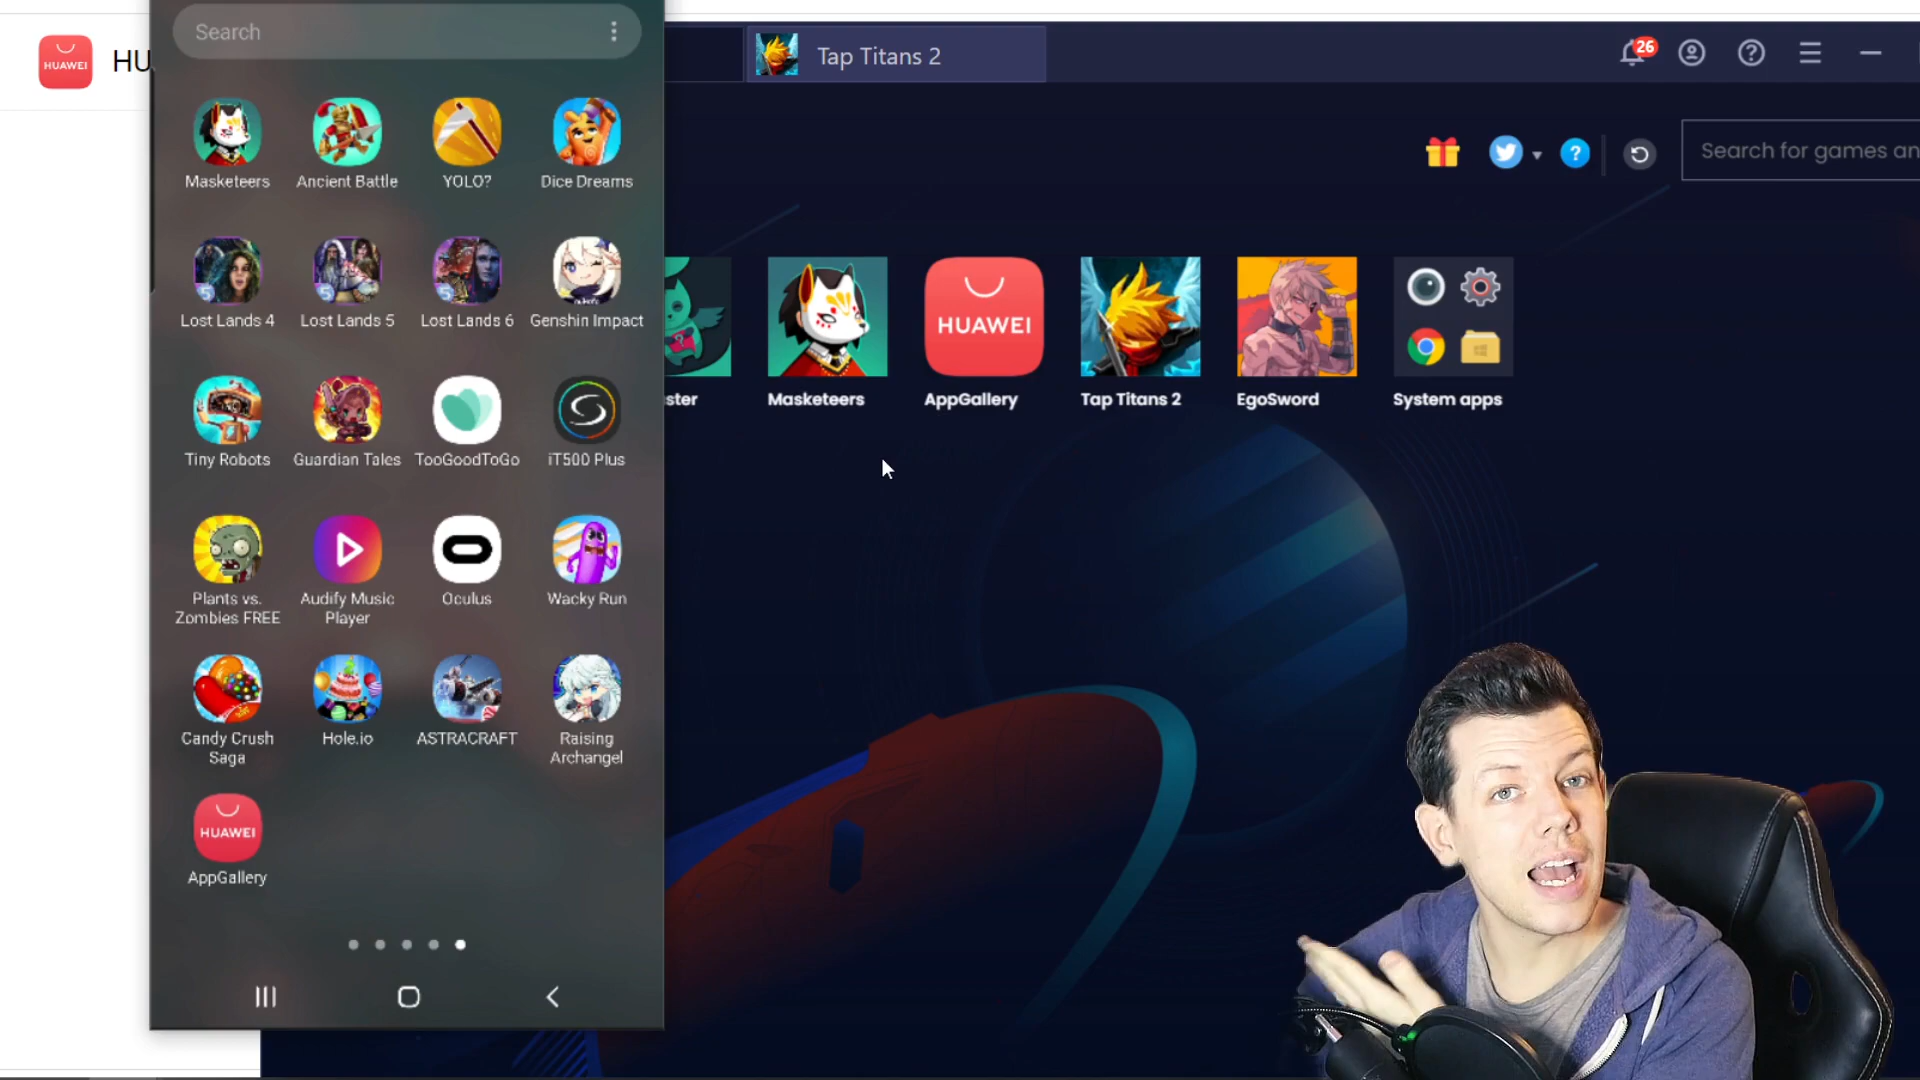 HUAWEI
HU
Search
Tap Titans 2
26
?
Search for games an
Masketeers
Ancient Battle
YOLO?
Dice Dreams
Lost Lands 4
Lost Lands 5
Lost Lands 6
Genshin Impact
5
5
5
Tiny Robots
Guardian Tales
TooGoodToGo
iT500 Plus
Plants vs.
Zombies FREE
Audify Music
Player
Oculus
Wacky Run
Candy Crush
Saga
Hole.io
ASTRACRAFT
Raising
Archangel
HUAWEI
AppGallery
HUAWEI
ster
Masketeers
AppGallery
Tap Titans 2
EgoSword
System apps